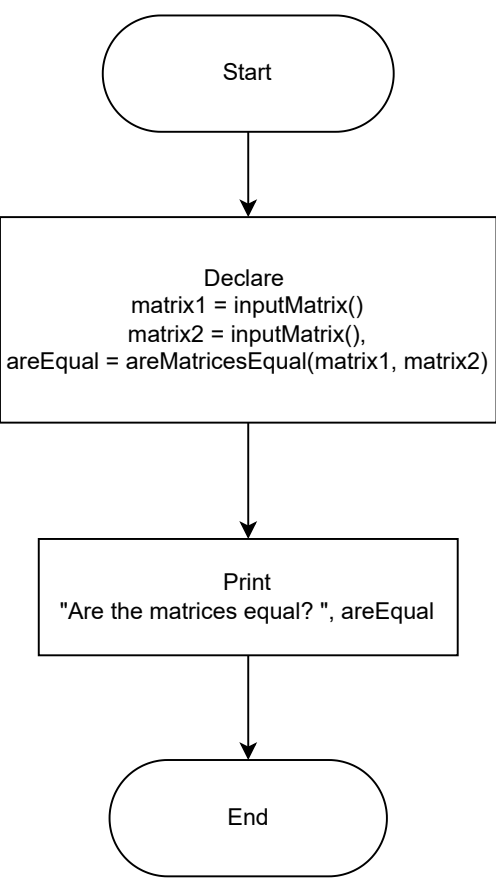 Start
Declare
matrix1 = inputMatrix()
matrix2 = inputMatrix(),
areEqual = areMatricesEqual(matrix1, matrix2)
Print
"Are the matrices equal? ", areEqual
End